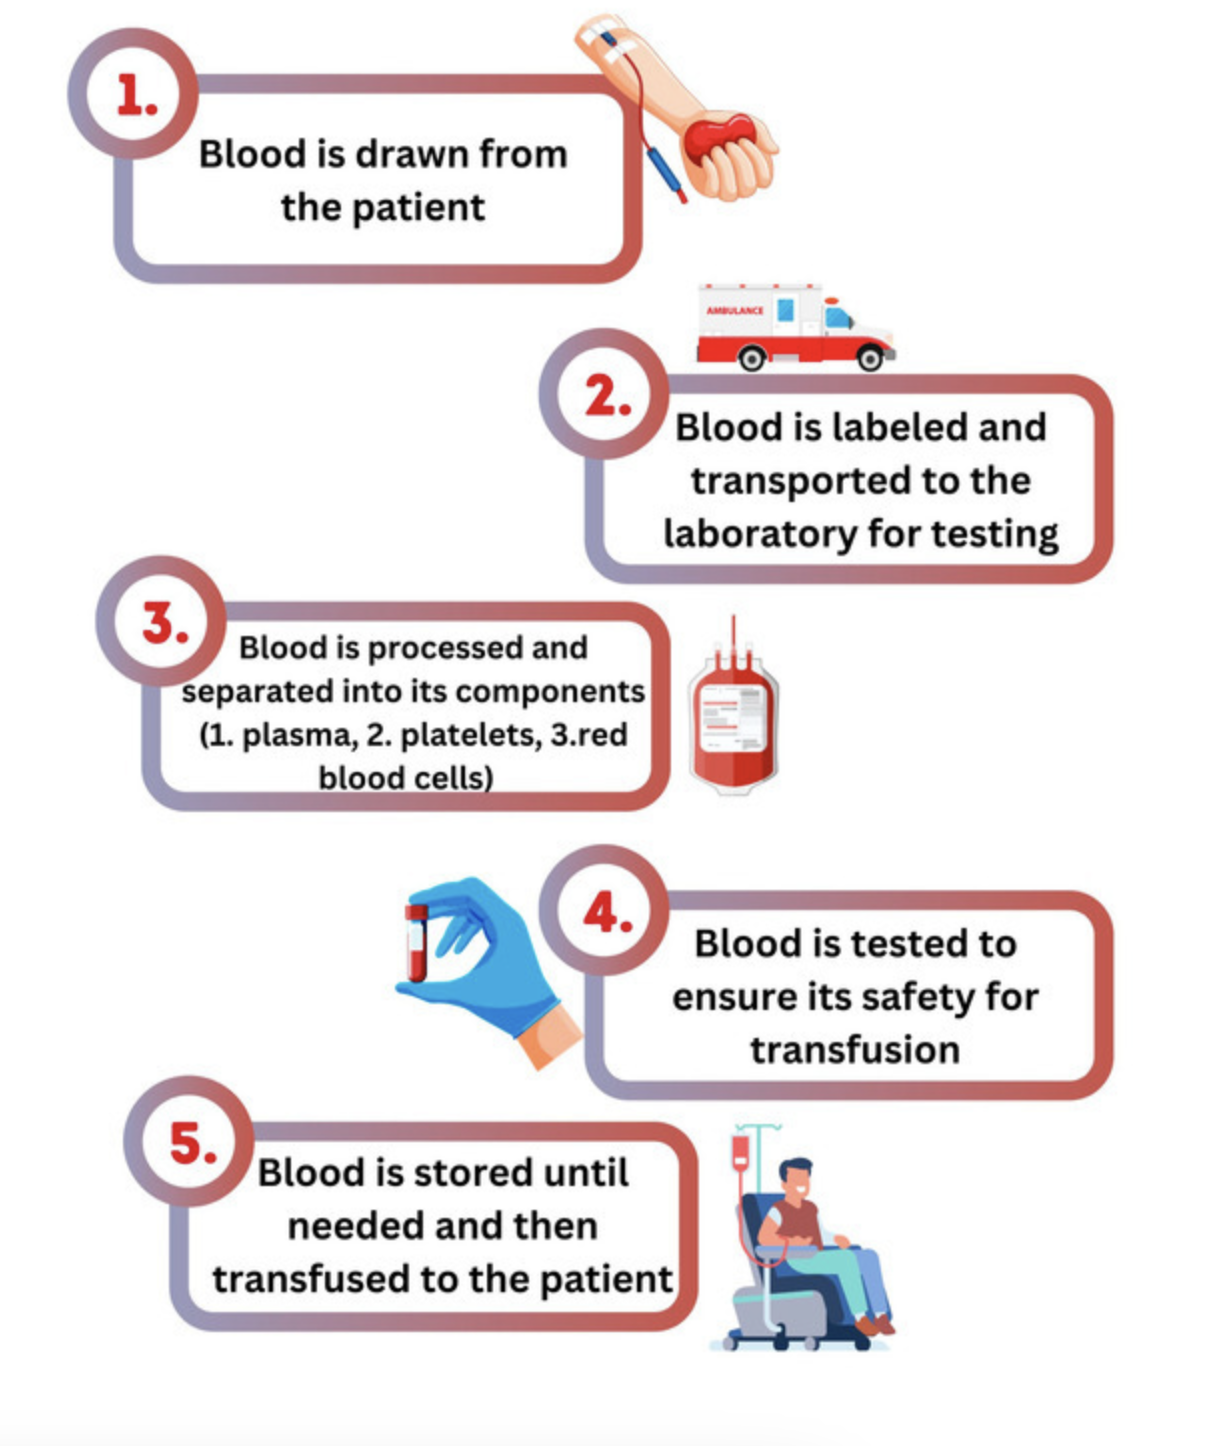 1.
Blood is drawn from
the patient
AMBULANCE
2.
Blood is labeled and
transported to the
laboratory for testing
3.
Blood is processed and
separated into its components
(1. plasma, 2. platelets, 3.red
blood cells)
4.
Blood is tested to
ensure its safety for
transfusion
5.
Blood is stored until
needed and then
transfused to the patient